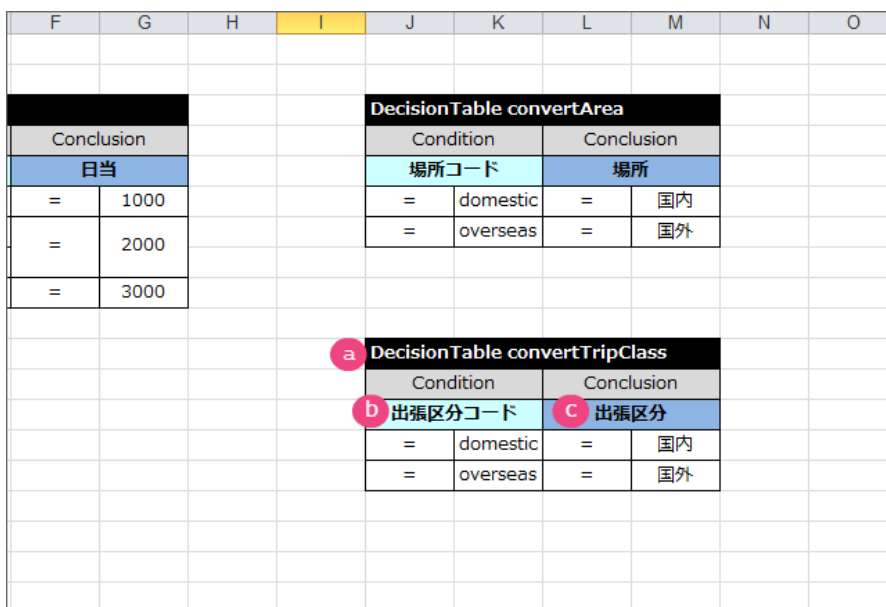 F G H I J K L M N O
DecisionTable convertArea
Conclusion Condition Conclusion
日当 場所コード 場所
= 1000 = domestic = 国内
= 2000 = overseas = 国外
= 3000
a DecisionTable convertTripClass
Condition Conclusion
b 出張区分コード c 出張区分
= domestic = 国内
= overseas = 国外